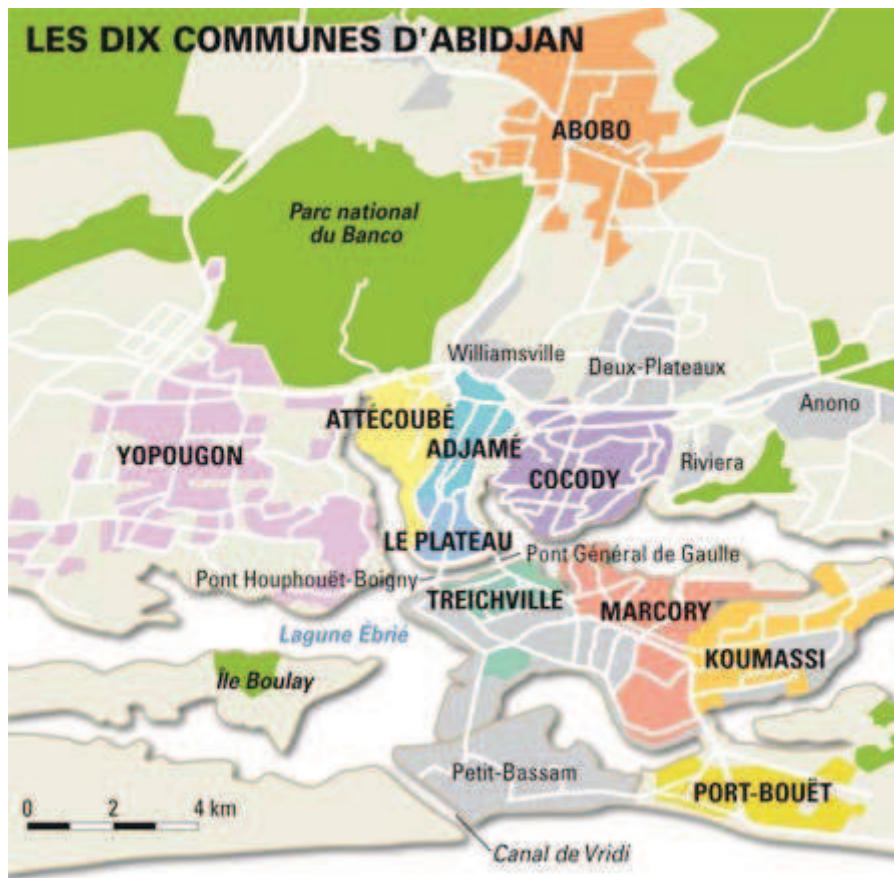 LES DIX COMMUNES D'ABIDJAN
ABOBO
Parc national
du Banco
Williamsville
Deux-Plateaux
Anono
ATTÉCOUBÉ
ADJAMÉ
YOPOUGON
COCODY
Riviera
LE PLATEAU
Pont Général de Gaulle
Pont Houphouët-Boigny
TREICHVILLE
MARCORY
Lagune Ébrié
KOUMASSI
Île Boulay
Petit-Bassam
PORT-BOUËT
0 2 4 km
Canal de Vridi